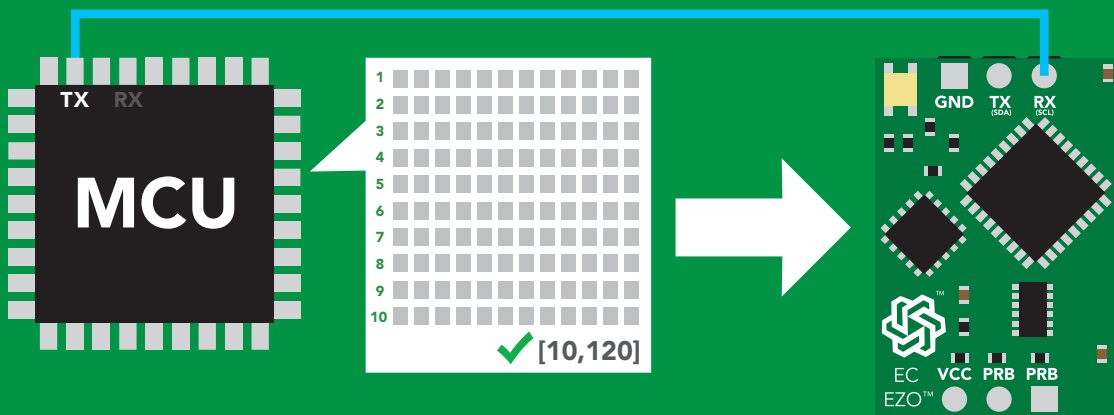 TX RX
MCU
1
2
3
4
5
6
7
8
9
10
[10,120]
GND TX RX
(SDA) (SCL)
™
EC VCC PRB PRB
EZO™